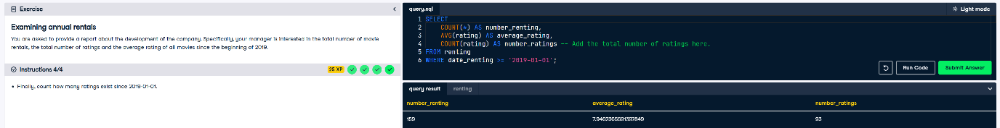 Exercise
Examining annual rentals
You are asked to provide a report about the development of the company. Specifically, your manager is interested in the total number of movie
rentals, the total number of ratings and the average rating of all movies since the beginning of 2019.
Instructions 4/4
25 XP
• Finally, count how many ratings exist since 2019-01-01.
query.sql
Light mode
1 SELECT
2 COUNT(*) AS number_renting,
3 AVG(rating) AS average_rating,
4 COUNT(rating) AS number_ratings -- Add the total number of ratings here.
5 FROM renting
6 WHERE date_renting >= '2019-01-01';
Run Code
Submit Answer
query result
renting
number_renting average_rating number_ratings
159 7.9462365591397849 93